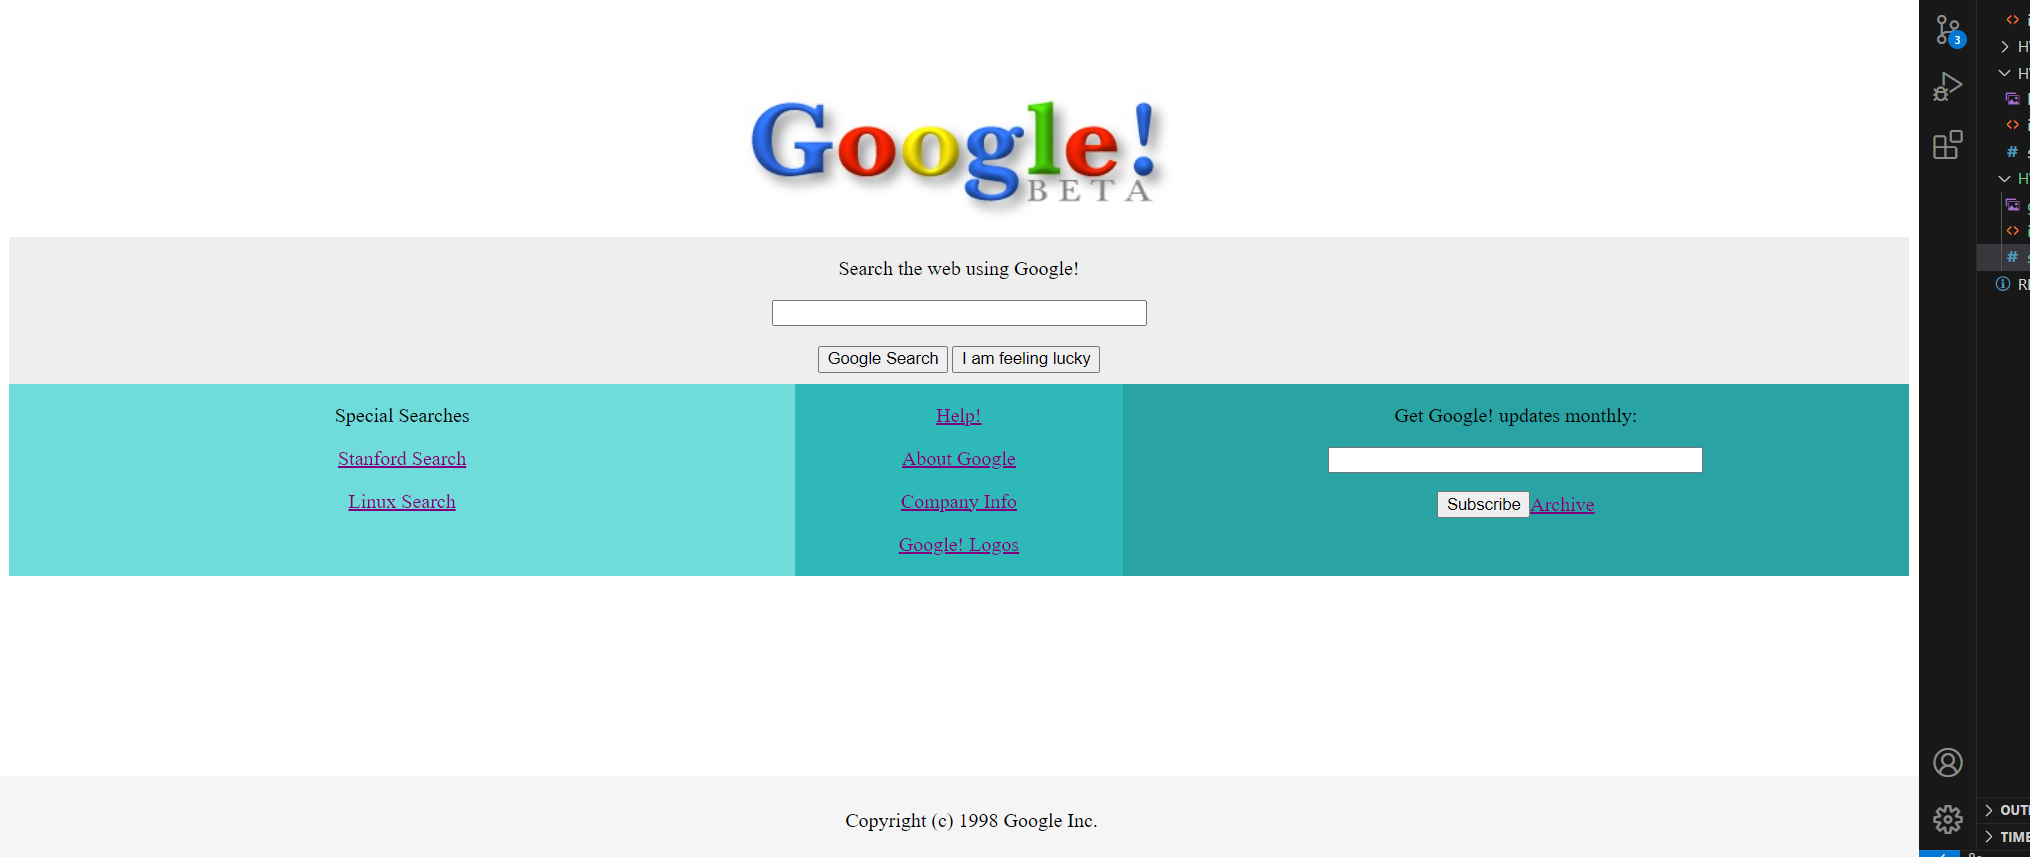 Google!
BETA
Search the web using Google!
Google Search I am feeling lucky
Special Searches
Stanford Search
Linux Search
Help!
About Google
Company Info
Google! Logos
Get Google! updates monthly:
Subscribe Archive
Copyright (c) 1998 Google Inc.
3
OUT
TIME